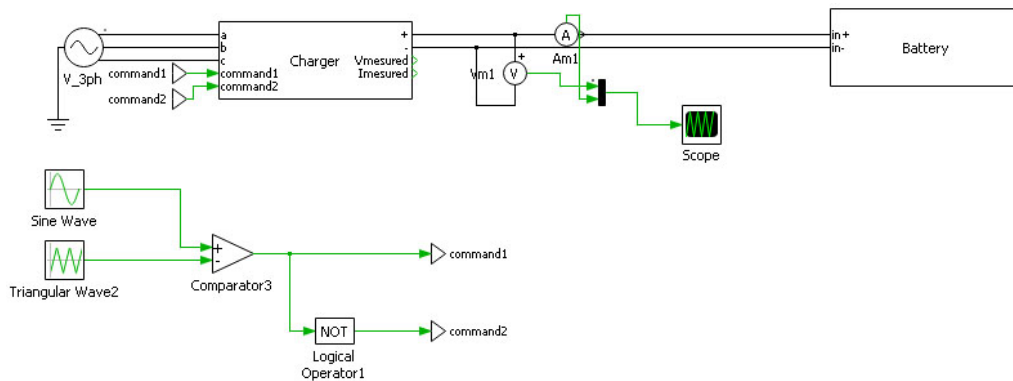 V_3ph
a
b
c
command1
command2
command1
command2
Charger
+
-
Vmesured
Imesured
Vm1
V
+
A
Am1
in+
in-
Battery
Scope
Sine Wave
Triangular Wave2
+
-
Comparator3
command1
NOT
command2
Logical
Operator1